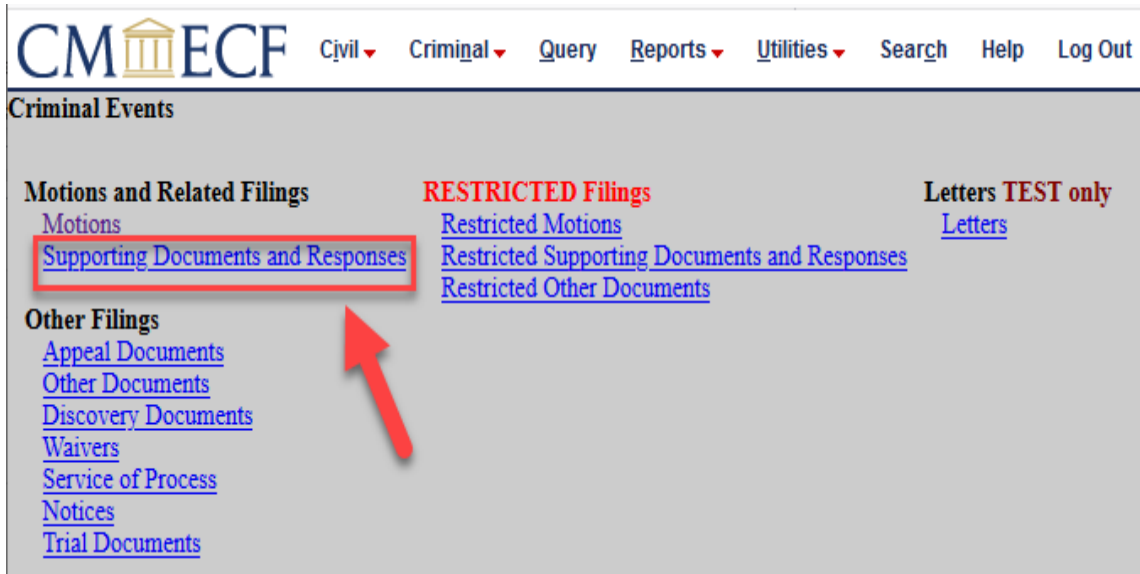 CM ECF Civil Criminal Query Reports Utilities Search Help Log Out
Criminal Events
Motions and Related Filings
Motions
Supporting Documents and Responses
Other Filings
Appeal Documents
Other Documents
Discovery Documents
Waivers
Service of Process
Notices
Trial Documents
RESTRICTED Filings
Restricted Motions
Restricted Supporting Documents and Responses
Restricted Other Documents
Letters TEST only
Letters